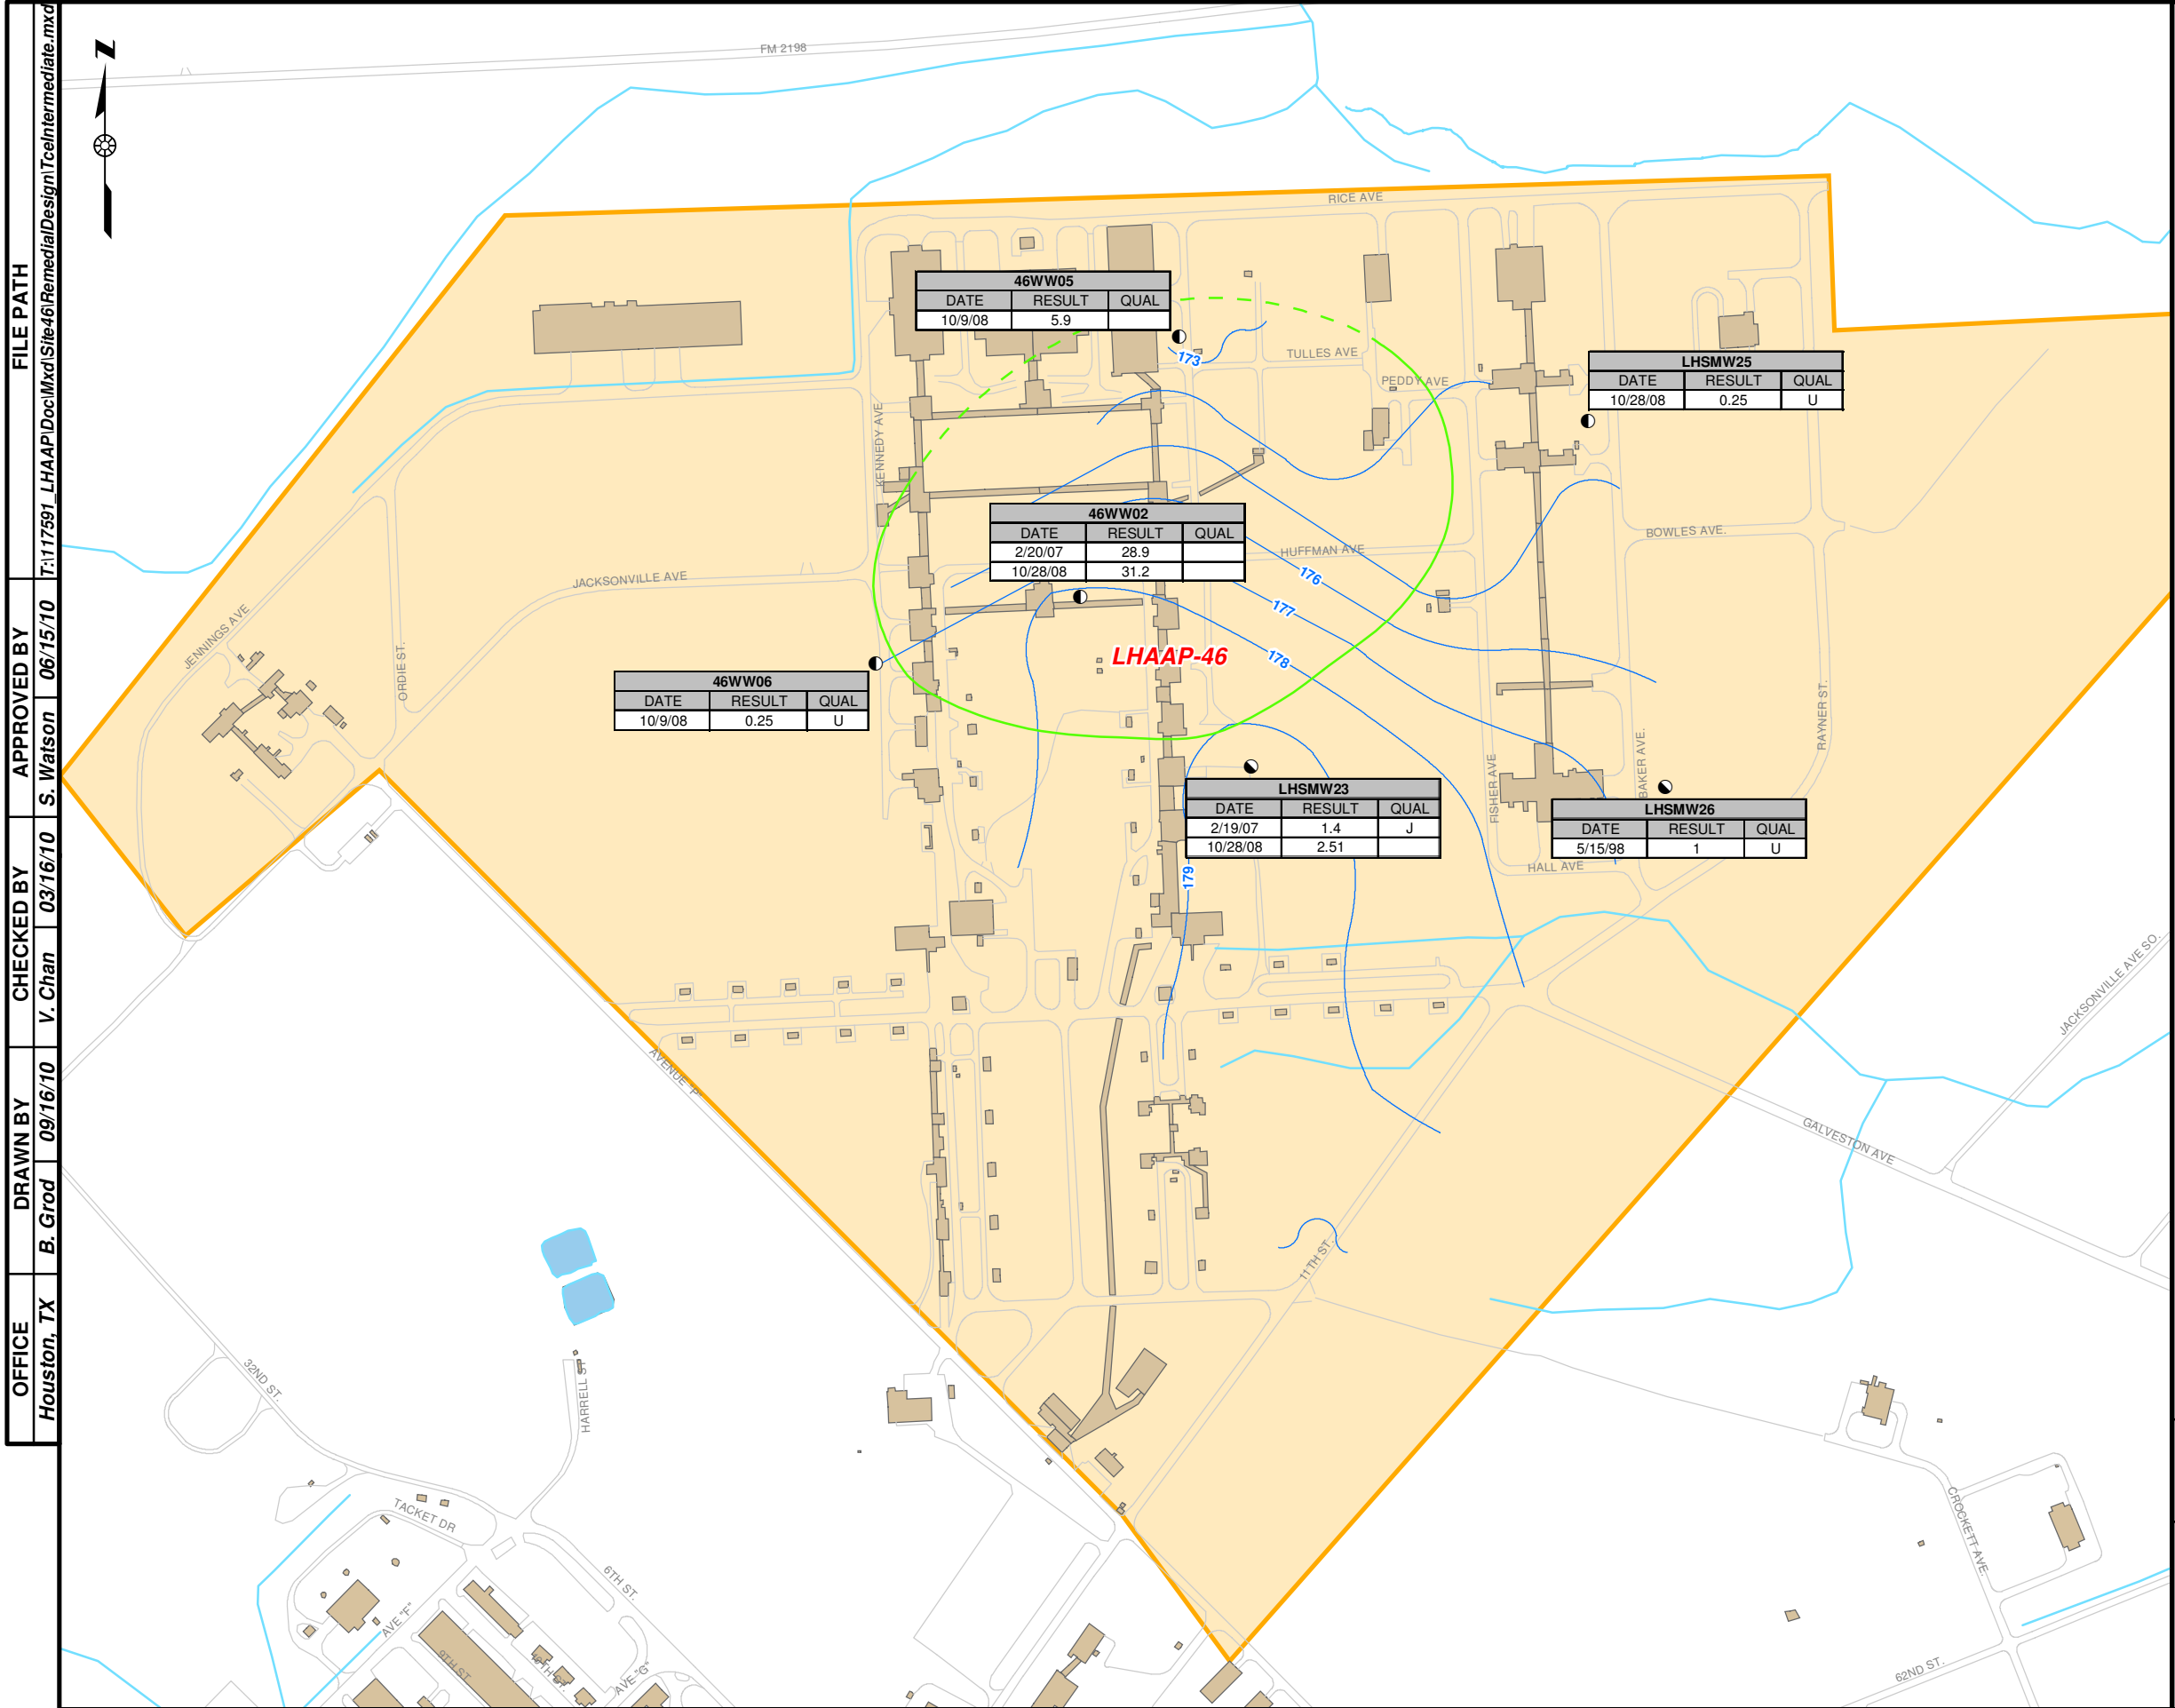 FILE PATH
T:\117591_LHAAP\Doc\Mxd\Site46\RemedialDesign\TceIntermediate.mxd
APPROVED BY
S. Watson 06/15/10
CHECKED BY
V. Chan 03/16/10
DRAWN BY
B. Grod 09/16/10
OFFICE
Houston, TX
N
FM 2198
RICE AVE
46WW05
DATE RESULT QUAL
10/9/08 5.9
173
TULLES AVE
PEDDY AVE
LHSMW25
DATE RESULT QUAL
10/28/08 0.25 U
KENNEDY AVE
46WW02
DATE RESULT QUAL
2/20/07 28.9
10/28/08 31.2
HUFFMAN AVE
BOWLES AVE.
176
177
178
JACKSONVILLE AVE
JENNINGS AVE
ORDIE ST.
LHAAP-46
46WW06
DATE RESULT QUAL
10/9/08 0.25 U
LHSMW23
DATE RESULT QUAL
2/19/07 1.4 J
10/28/08 2.51
179
FISHER AVE
BAKER AVE.
RAYNER ST.
LHSMW26
DATE RESULT QUAL
5/15/98 1 U
HALL AVE
JACKSONVILLE AVE SO.
AVENUE "P"
GALVESTON AVE
11TH ST.
32ND ST.
HARRELL ST
TACKET DR
6TH ST.
AVE "F"
9TH ST
10TH ST.
AVE "G"
CROCKETT AVE.
62ND ST.